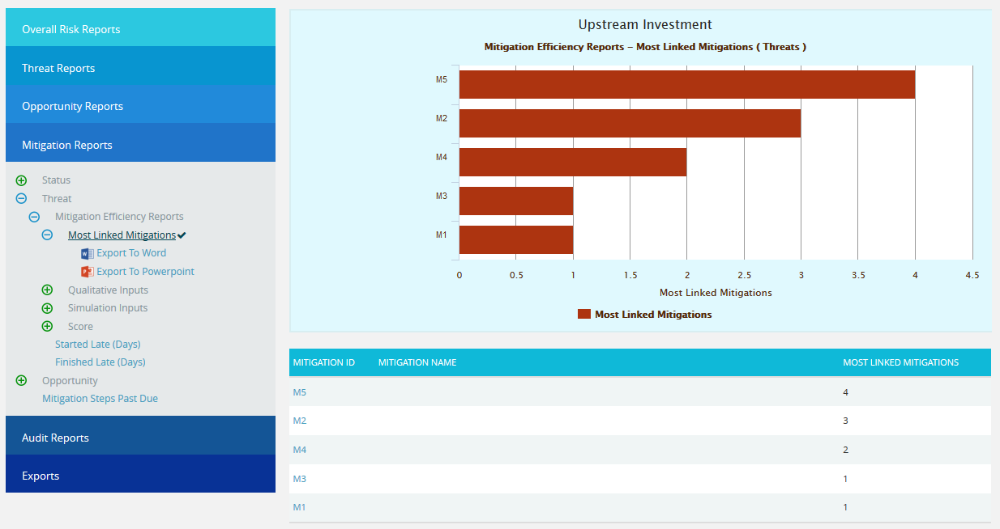 Overall Risk Reports
Threat Reports
Opportunity Reports
Mitigation Reports
Status
Threat
Mitigation Efficiency Reports
Most Linked Mitigations
Export To Word
Export To Powerpoint
Qualitative Inputs
Simulation Inputs
Score
Started Late (Days)
Finished Late (Days)
Opportunity
Mitigation Steps Past Due
Audit Reports
Exports
Upstream Investment
Mitigation Efficiency Reports – Most Linked Mitigations ( Threats )
M5
M2
M4
M3
M1
0 0.5 1 1.5 2 2.5 3 3.5 4 4.5
Most Linked Mitigations
Most Linked Mitigations
MITIGATION ID MITIGATION NAME MOST LINKED MITIGATIONS
M5 4
M2 3
M4 2
M3 1
M1 1